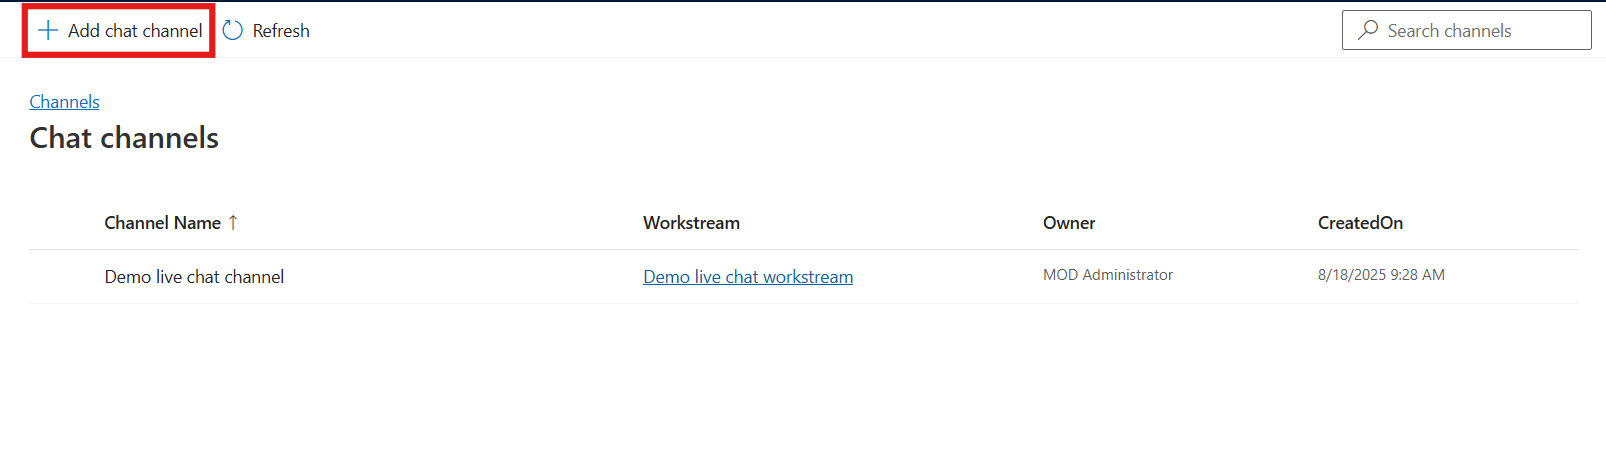 Add chat channel Refresh Search channels
Channels
Chat channels
Channel Name ↑ Workstream Owner CreatedOn
Demo live chat channel Demo live chat workstream MOD Administrator 8/18/2025 9:28 AM